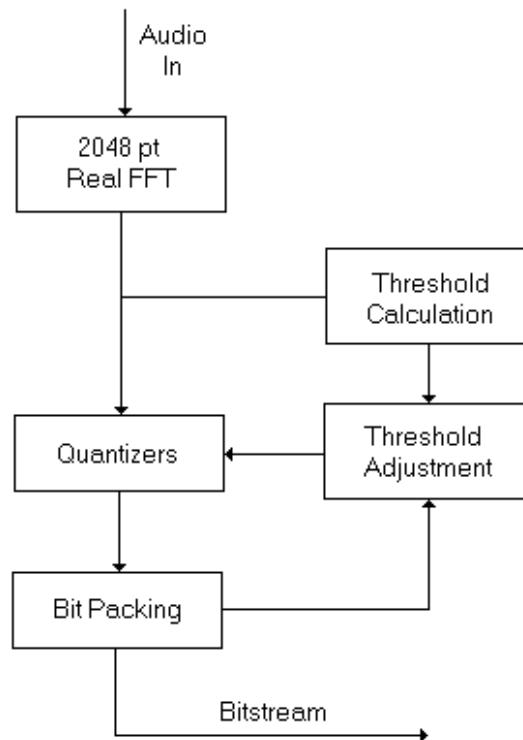 Audio
In
2048 pt
Real FFT
Threshold
Calculation
Quantizers
Threshold
Adjustment
Bit Packing
Bitstream